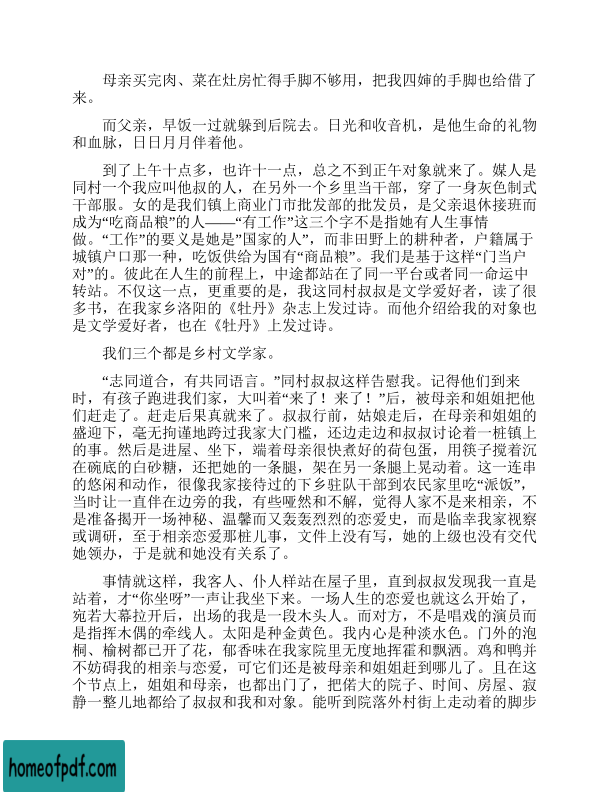 母亲买完肉、菜在灶房忙得手脚不够用，把我四婶的手脚也给借了
来。
而父亲，早饭一过就躲到后院去。日光和收音机，是他生命的礼物
和血脉，日日月月伴着他。
到了上午十点多，也许十一点，总之不到正午对象就来了。媒人是
同村一个我应叫他叔的人，在另外一个乡里当干部，穿了一身灰色制式
干部服。女的是我们镇上商业门市批发部的批发员，是父亲退休接班而
成为“吃商品粮”的人——“有工作”这三个字不是指她有人生事情
做。“工作”的要义是她是”国家的人”，而非田野上的耕种者，户籍属于
城镇户口那一种，吃饭供给为国有“商品粮”。我们是基于这样“门当户
对”的。彼此在人生的前程上，中途都站在了同一平台或者同一命运中
转站。不仅这一点，更重要的是，我这同村叔叔是文学爱好者，读了很
多书，在我家乡洛阳的《牡丹》杂志上发过诗。而他介绍给我的对象也
是文学爱好者，也在《牡丹》上发过诗。
我们三个都是乡村文学家。
“志同道合，有共同语言。”同村叔叔这样告慰我。记得他们到来
时，有孩子跑进我们家，大叫着“来了！来了！”后，被母亲和姐姐把他
们赶走了。赶走后果真就来了。叔叔行前，姑娘走后，在母亲和姐姐的
盛迎下，毫无拘谨地跨过我家大门槛，还边走边和叔叔讨论着一桩镇上
的事。然后是进屋、坐下，端着母亲很快煮好的荷包蛋，用筷子搅着沉
在碗底的白砂糖，还把她的一条腿，架在另一条腿上晃动着。这一连串
的悠闲和动作，很像我家接待过的下乡驻队干部到农民家里吃“派饭”，
当时让一直伴在边旁的我，有些哑然和不解，觉得人家不是来相亲，不
是准备揭开一场神秘、温馨而又轰轰烈烈的恋爱史，而是临幸我家视察
或调研，至于相亲恋爱那桩儿事，文件上没有写，她的上级也没有交代
她领办，于是就和她没有关系了。
事情就这样，我客人、仆人样站在屋子里，直到叔叔发现我一直是
站着，才“你坐呀”一声让我坐下来。一场人生的恋爱也就这么开始了，
宛若大幕拉开后，出场的我是一段木头人。而对方，不是唱戏的演员而
是指挥木偶的牵线人。太阳是种金黄色。我内心是种淡水色。门外的泡
桐、榆树都已开了花，郁香味在我家院里无度地挥霍和飘洒。鸡和鸭并
不妨碍我的相亲与恋爱，可它们还是被母亲和姐姐赶到哪儿了。且在这
个节点上，姐姐和母亲，也都出门了，把偌大的院子、时间、房屋、寂
静一整儿地都给了叔叔和我和对象。能听到院落外村街上走动着的脚步
homeofpdf.com